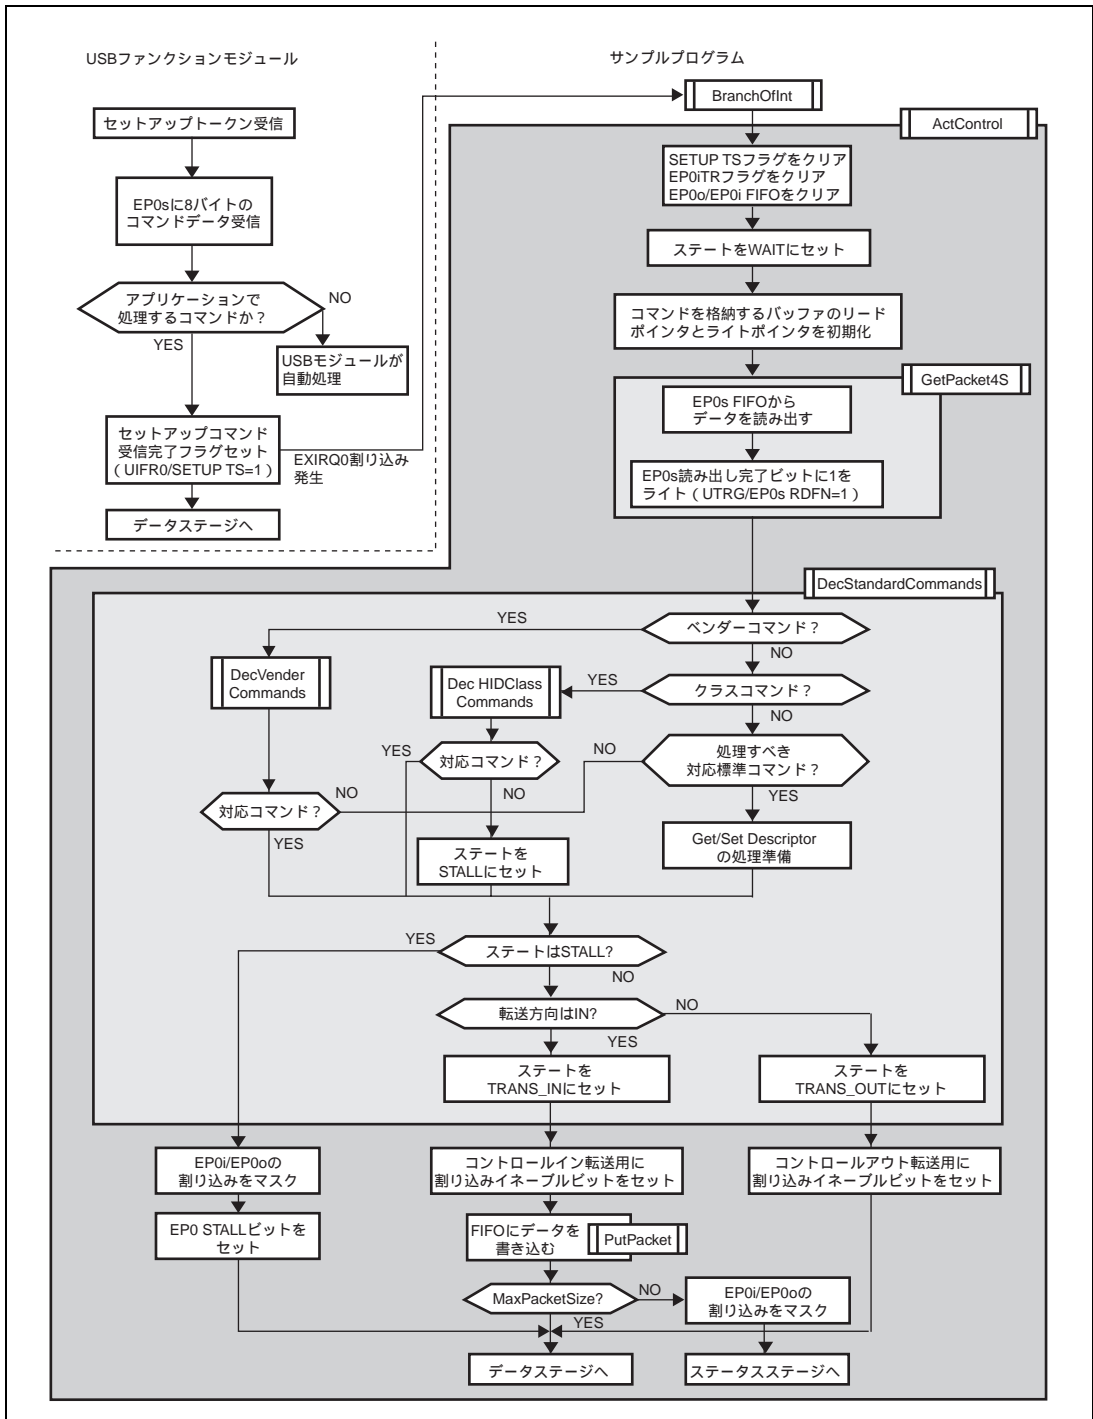 USBファンクションモジュール
サンプルプログラム
セットアップトークン受信
EP0sに8バイトの
コマンドデータ受信
アプリケーションで
処理するコマンドか？
NO
YES
USBモジュールが
自動処理
セットアップコマンド
受信完了フラグセット
（UIFR0/SETUP TS=1）
EXIRQ0割り込み
発生
データステージへ
BranchOfInt
ActControl
SETUP TSフラグをクリア
EP0iTRフラグをクリア
EP0o/EP0i FIFOをクリア
ステートをWAITにセット
コマンドを格納するバッファのリード
ポインタとライトポインタを初期化
GetPacket4S
EP0s FIFOから
データを読み出す
EP0s読み出し完了ビットに1を
ライト（UTRG/EP0s RDFN=1）
DecStandardCommands
ベンダーコマンド？
YES
NO
DecVender
Commands
Dec HIDClass
Commands
YES
クラスコマンド？
NO
対応コマンド？
YES
NO
処理すべき
対応標準コマンド？
NO
YES
対応コマンド？
NO
YES
ステートを
STALLにセット
Get/Set Descriptor
の処理準備
ステートはSTALL?
YES
NO
転送方向はIN?
NO
YES
ステートを
TRANS_INにセット
ステートを
TRANS_OUTにセット
EP0i/EP0oの
割り込みをマスク
コントロールイン転送用に
割り込みイネーブルビットをセット
コントロールアウト転送用に
割り込みイネーブルビットをセット
EP0 STALLビットを
セット
FIFOにデータを
書き込む
PutPacket
MaxPacketSize?
NO
YES
EP0i/EP0oの
割り込みをマスク
データステージへ
ステータスステージへ